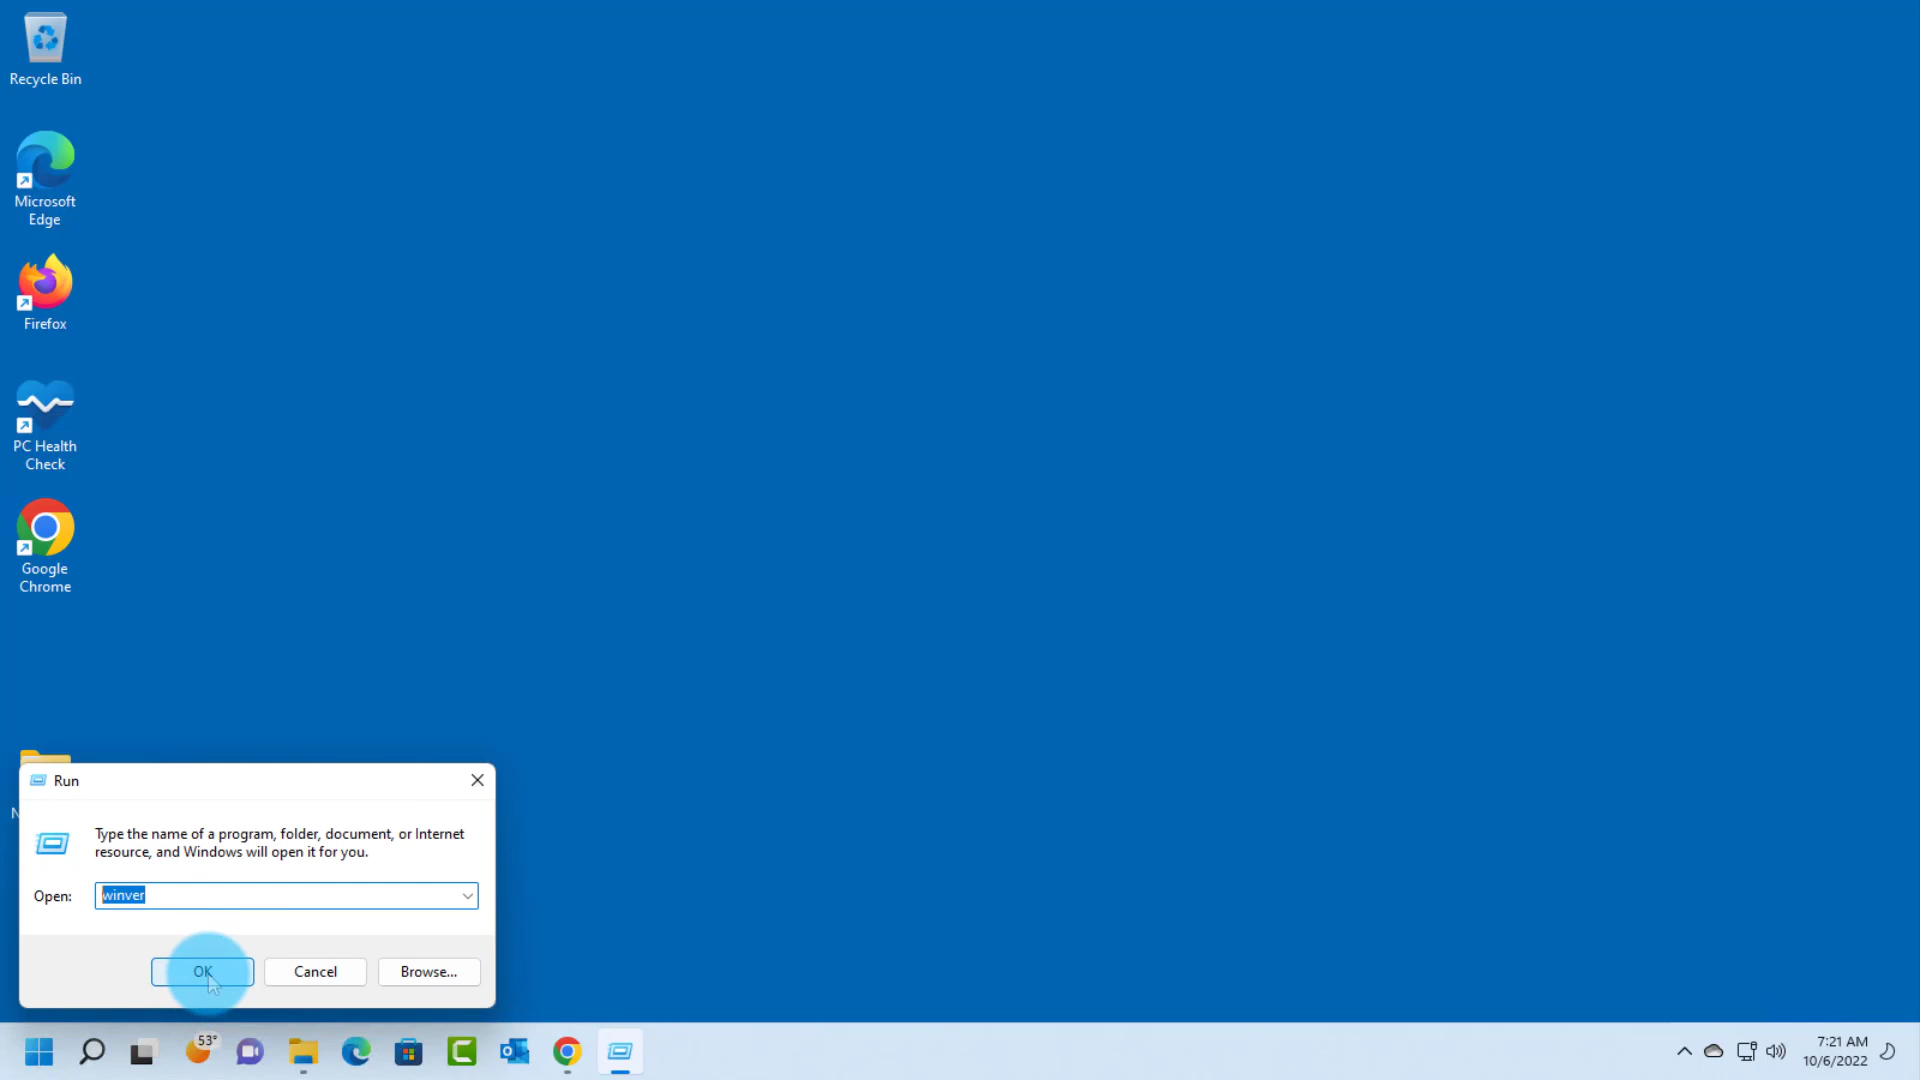 Recycle Bin
Microsoft
Edge
Firefox
PC Health
Check
Google
Chrome
N
Run
Type the name of a program, folder, document, or Internet
resource, and Windows will open it for you.
Open:
winver
OK
Cancel
Browse...
53°
7:21 AM
10/6/2022